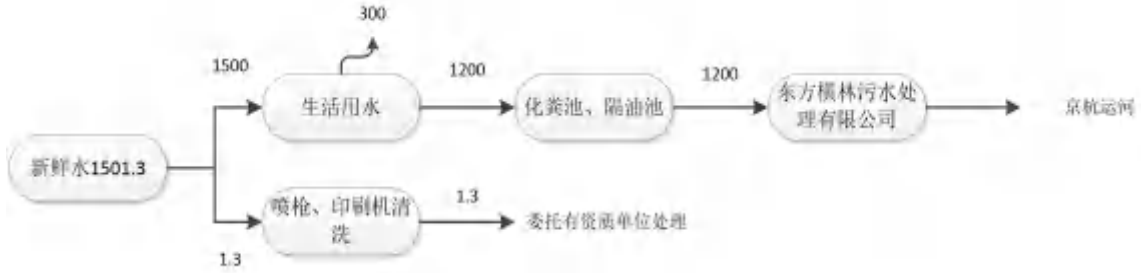 300
1500
1200
1200
生活用水
化粪池、隔油池
东方横林污水处
理有限公司
京杭运河
新鲜水1501.3
喷枪、印刷机清
洗
1.3
委托有资质单位处理
1.3